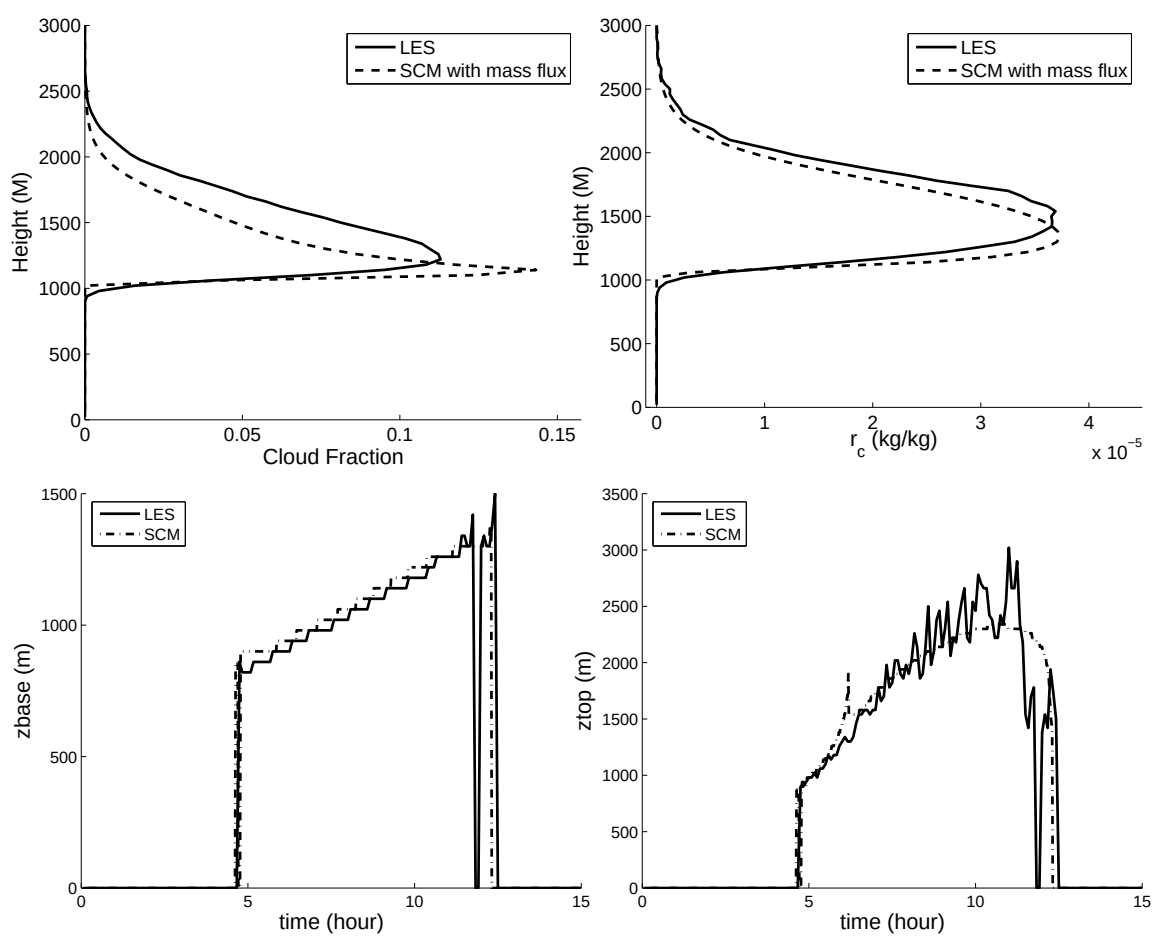 3000
2500
2000
1500
1000
500
0
Height (M)
0
0.05
0.1
0.15
Cloud Fraction
LES
SCM with mass flux
3000
2500
2000
1500
1000
500
0
Height (M)
0
1
2
3
4
r_c (kg/kg)
x 10⁻⁵
LES
SCM with mass flux
1500
1000
500
0
zbase (m)
0
5
10
15
time (hour)
LES
SCM
3500
3000
2500
2000
1500
1000
500
0
ztop (m)
0
5
10
15
time (hour)
LES
SCM